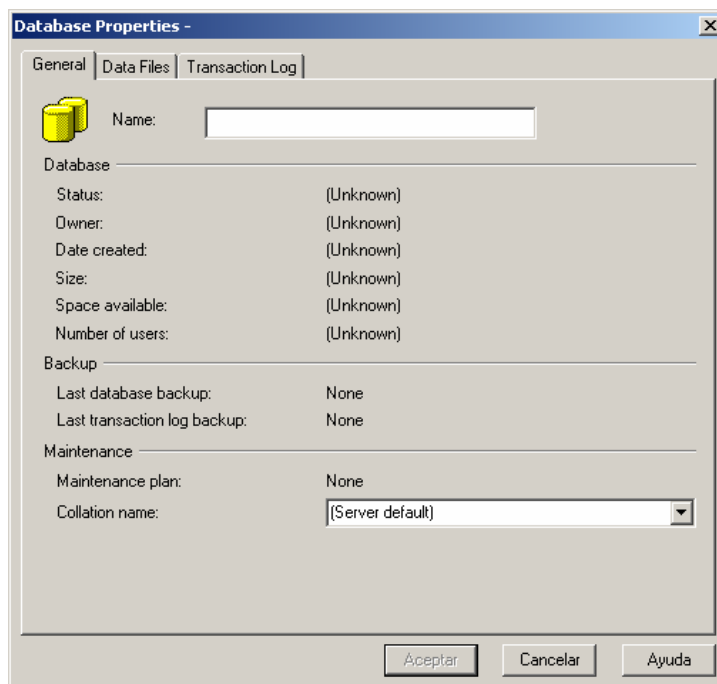 Database Properties -
General Data Files Transaction Log
Name:
Database
Status: (Unknown)
Owner: (Unknown)
Date created: (Unknown)
Size: (Unknown)
Space available: (Unknown)
Number of users: (Unknown)
Backup
Last database backup: None
Last transaction log backup: None
Maintenance
Maintenance plan: None
Collation name: (Server default)
Aceptar Cancelar Ayuda